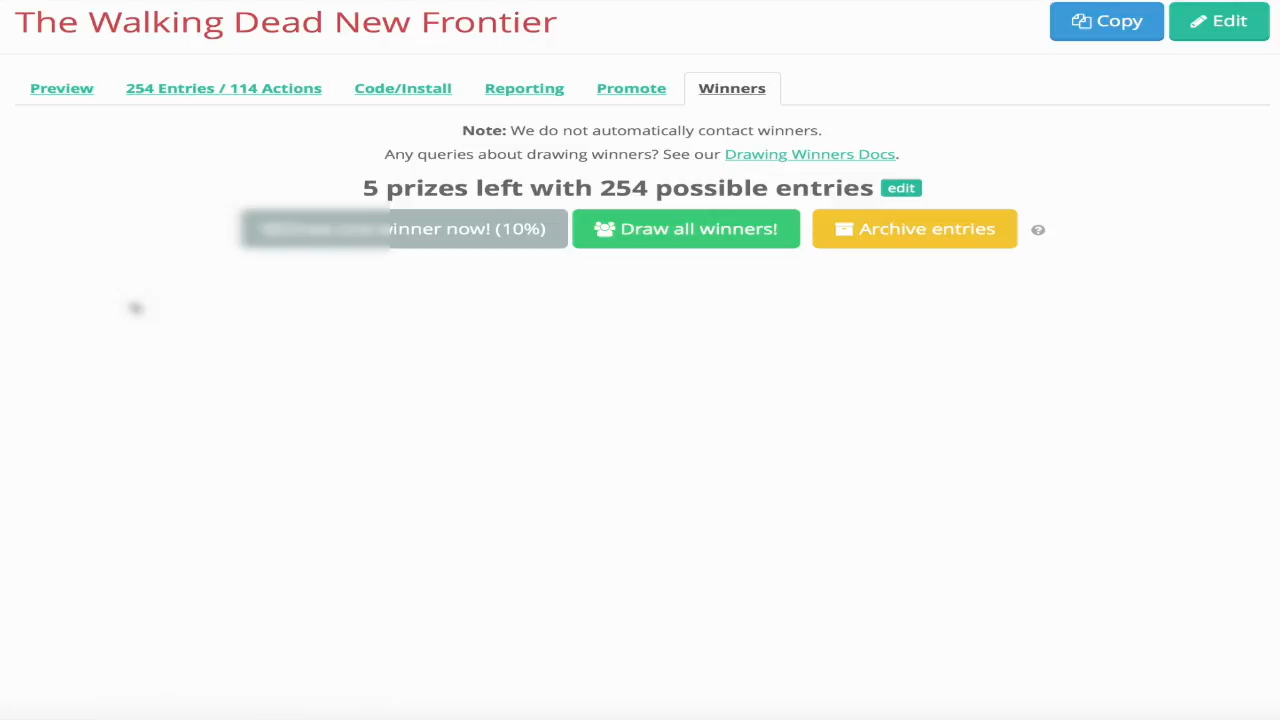 The Walking Dead New Frontier
Copy
Edit
Preview
254 Entries / 114 Actions
Code/Install
Reporting
Promote
Winners
Note: We do not automatically contact winners.
Any queries about drawing winners? See our Drawing Winners Docs.
5 prizes left with 254 possible entries edit
winner now! (10%)
Draw all winners!
Archive entries
?